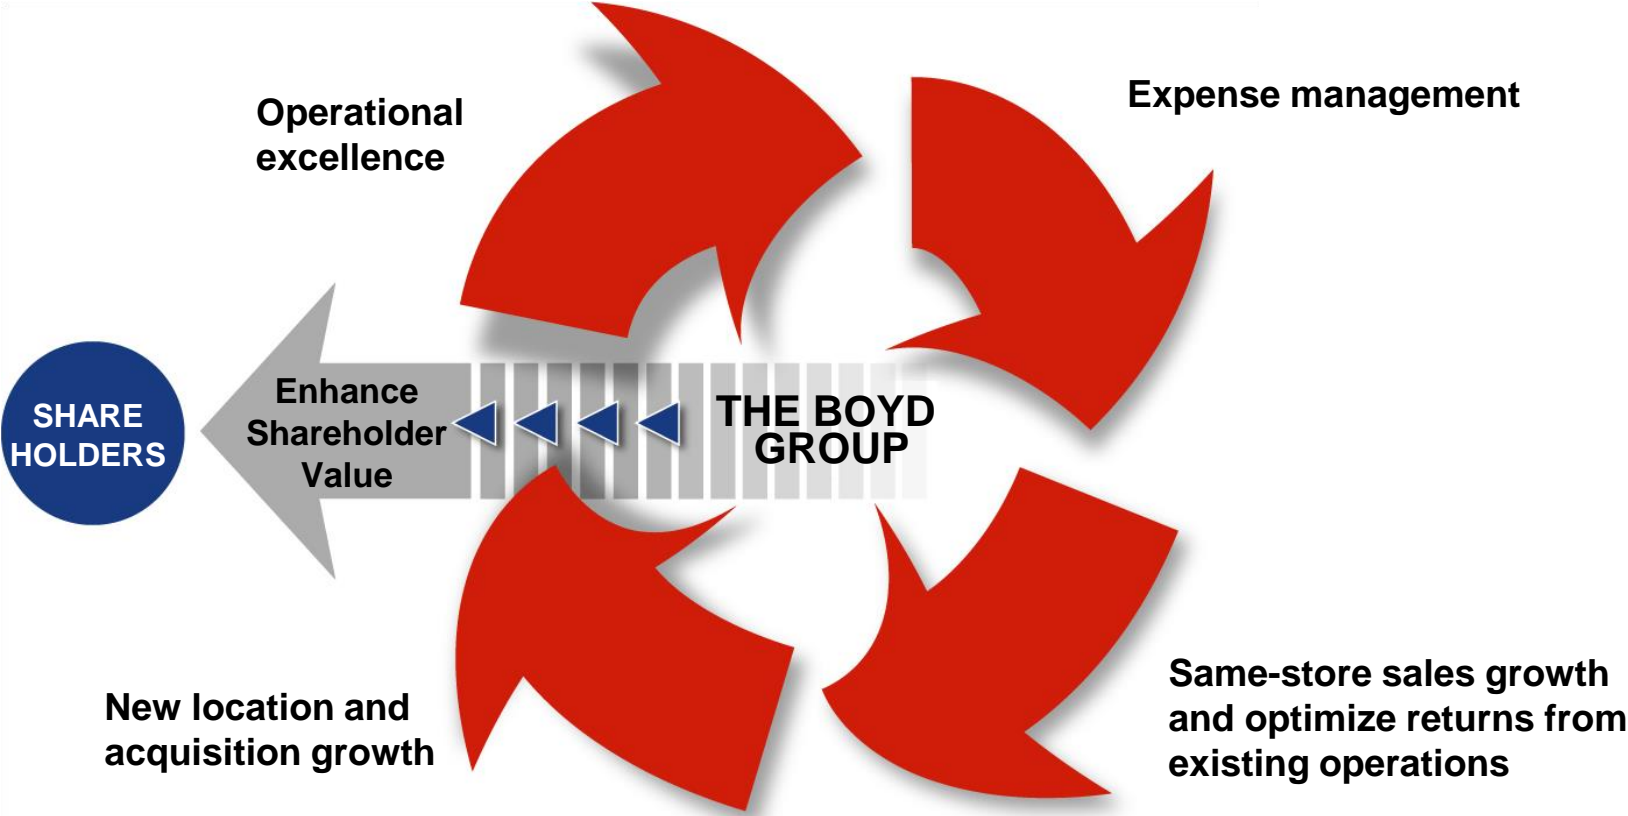 Operational
excellence
Expense management
SHARE
HOLDERS
Enhance
Shareholder
Value
THE BOYD
GROUP
New location and
acquisition growth
Same-store sales growth
and optimize returns from
existing operations